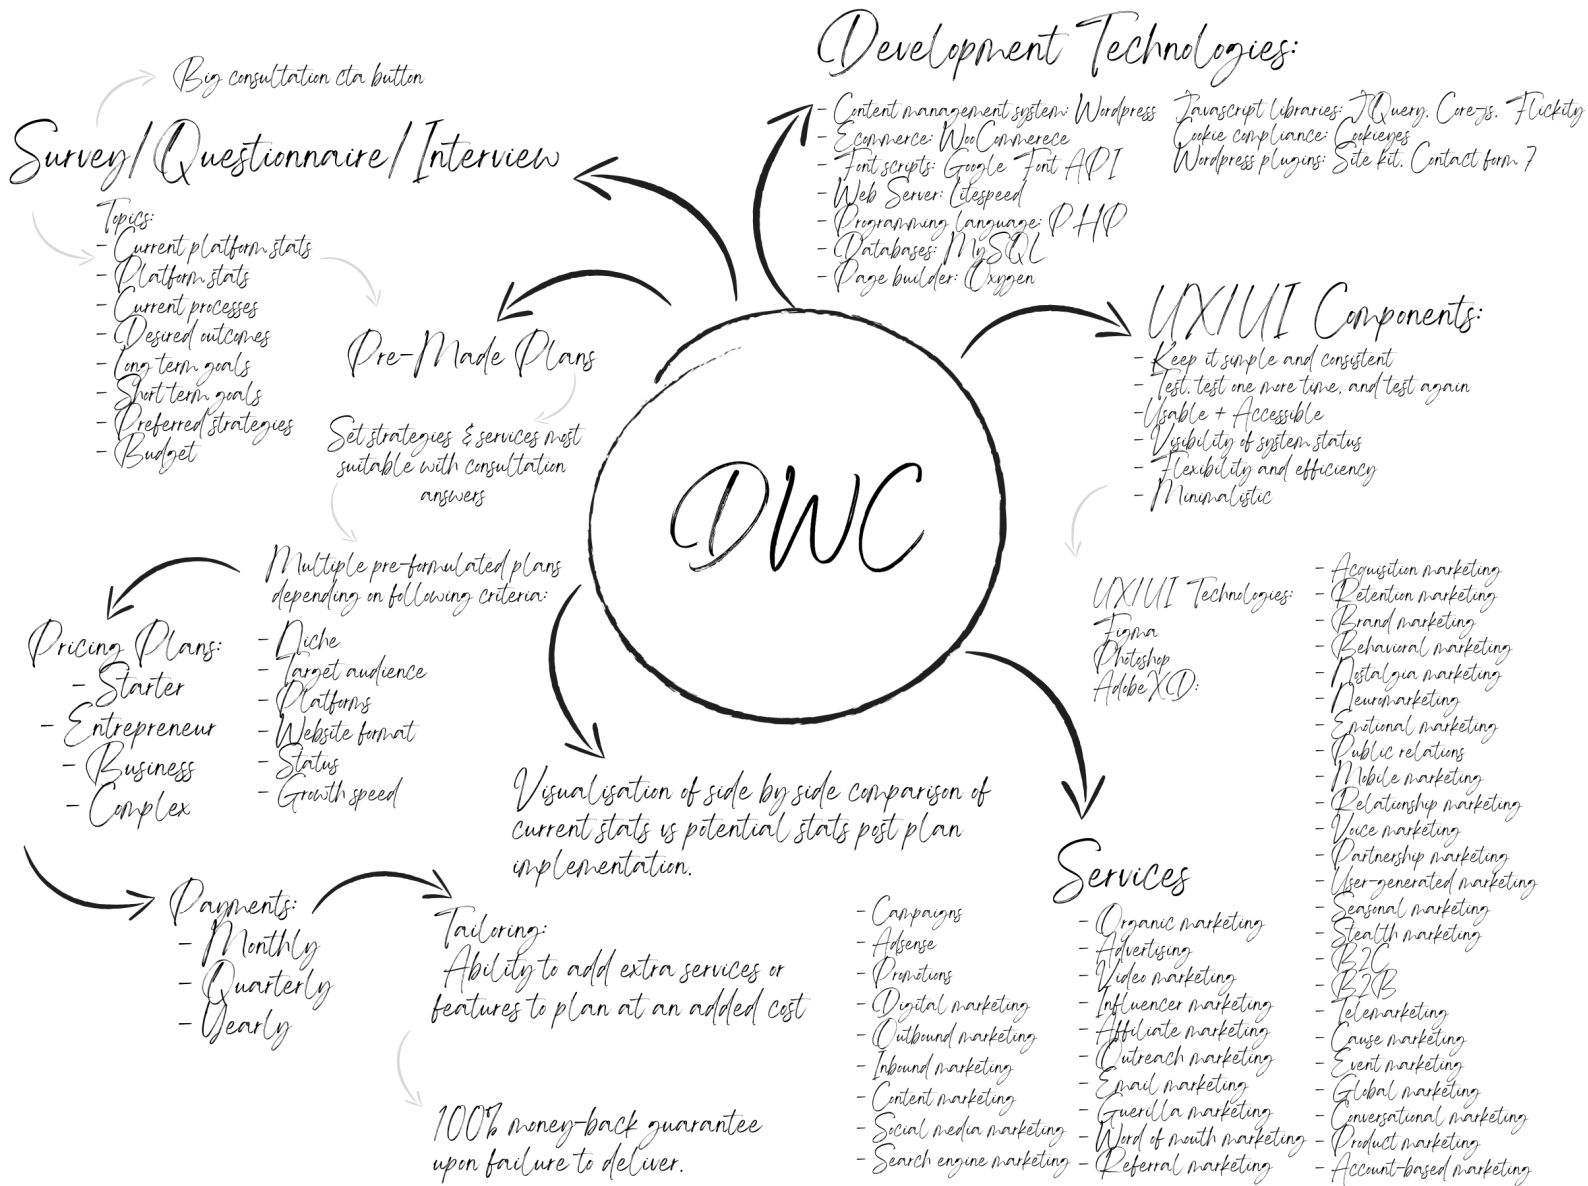 Big consultation cta button
Survey/Questionnaire/Interview
Topics:
- Current platform stats
- Platform stats
- Current processes
- Desired outcomes
- Long term goals
- Short term goals
- Preferred strategies
- Budget
Pre-Made Plans
Set strategies & services most
suitable with consultation
answers
Multiple pre-formulated plans
depending on following criteria:
- Niche
- Target audience
- Platforms
- Website format
- Status
- Growth speed
Pricing Plans:
- Starter
- Entrepreneur
- Business
- Complex
Payments:
- Monthly
- Quarterly
- Yearly
Tailoring:
Ability to add extra services or
features to plan at an added cost
100% money-back guarantee
upon failure to deliver.
DWC
Visualisation of side by side comparison of
current stats vs potential stats post plan
implementation.
Development Technologies:
- Content management system: Wordpress
- Ecommerce: WooCommerece
- Font scripts: Google Font API
- Web Server: Litespeed
- Programming language: PHP
- Databases: MySQL
- Page builder: Oxygen
Javascript libraries: JQuery, Core-js, Flickity
Cookie compliance: Cookieyes
Wordpress plugins: Site kit, Contact form 7
UX/UI Components:
- Keep it simple and consistent
- Test, test one more time, and test again
-Usable + Accessible
- Visibility of system status
- Flexibility and efficiency
- Minimalistic
UX/UI Technologies:
Figma
Photoshop
AdobeXD:
Services
- Campaigns
- Adsense
- Promotions
- Digital marketing
- Outbound marketing
- Inbound marketing
- Content marketing
- Social media marketing
- Search engine marketing
- Organic marketing
- Advertising
- Video marketing
- Influencer marketing
- Affiliate marketing
- Outreach marketing
- Email marketing
- Guerilla marketing
- Word of mouth marketing
- Referral marketing
- Acquisition marketing
- Retention marketing
- Brand marketing
- Behavioral marketing
- Nostalgia marketing
- Neuromarketing
- Emotional marketing
- Public relations
- Mobile marketing
- Relationship marketing
- Voice marketing
- Partnership marketing
- User-generated marketing
- Seasonal marketing
- Stealth marketing
- B2C
- B2B
- Telemarketing
- Cause marketing
- Event marketing
- Global marketing
- Conversational marketing
- Product marketing
- Account-based marketing